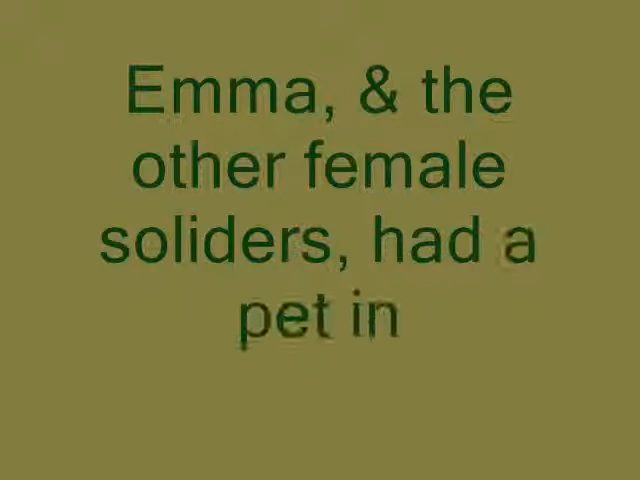 Emma, & the
other female
soliders, had a
pet in